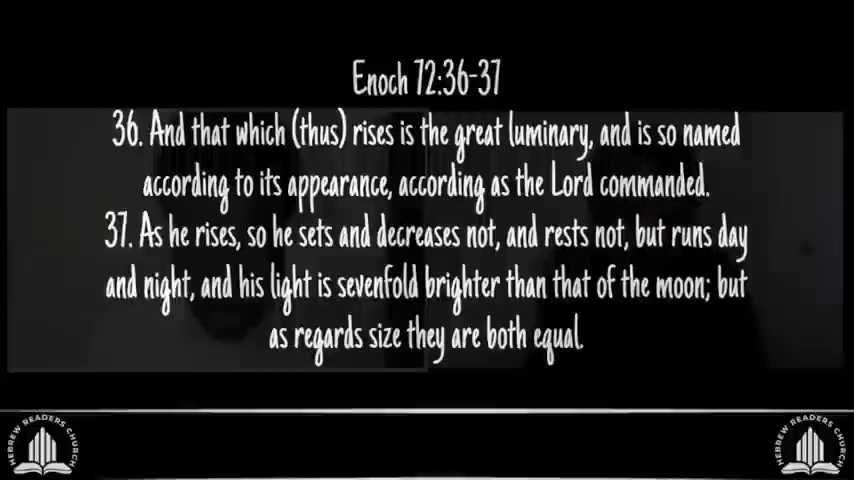 Enoch 72:36-37
36. And that which (thus) rises is the great luminary, and is so named
according to its appearance, according as the Lord commanded.
37. As he rises, so he sets and decreases not, and rests not, but runs day
and night, and his light is sevenfold brighter than that of the moon; but
as regards size they are both equal.
HEBREW READERS CHURCH
HEBREW READERS CHURCH